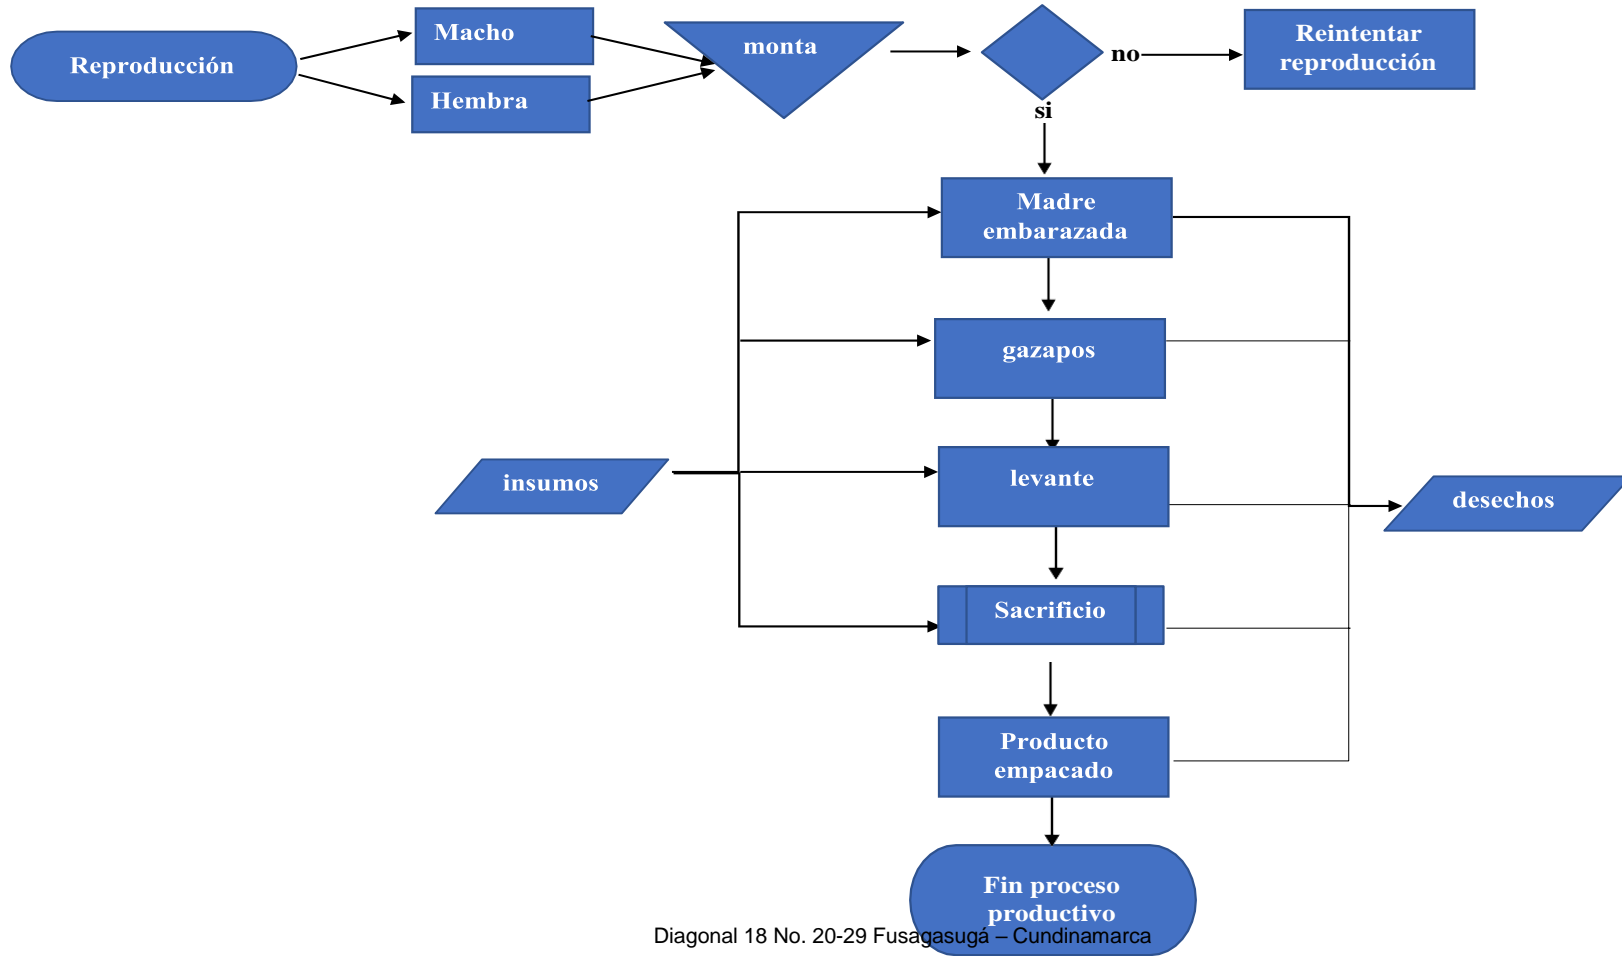 Reproducción
Macho
Hembra
monta
no
Reintentar
reproducción
si
Madre
embarazada
gazapos
insumos
levante
desechos
Sacrificio
Producto
empacado
Fin proceso
productivo
Diagonal 18 No. 20-29 Fusagasugá – Cundinamarca